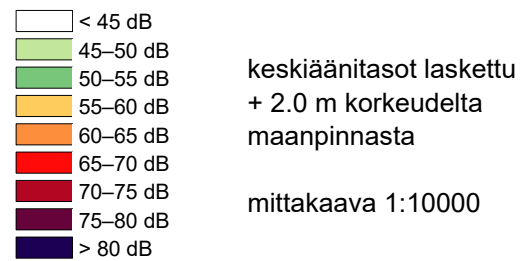 < 45 dB
45–50 dB
50–55 dB
55–60 dB
60–65 dB
65–70 dB
70–75 dB
75–80 dB
> 80 dB
keskiäänitasot laskettu
+ 2.0 m korkeudelta
maanpinnasta
mittakaava 1:10000